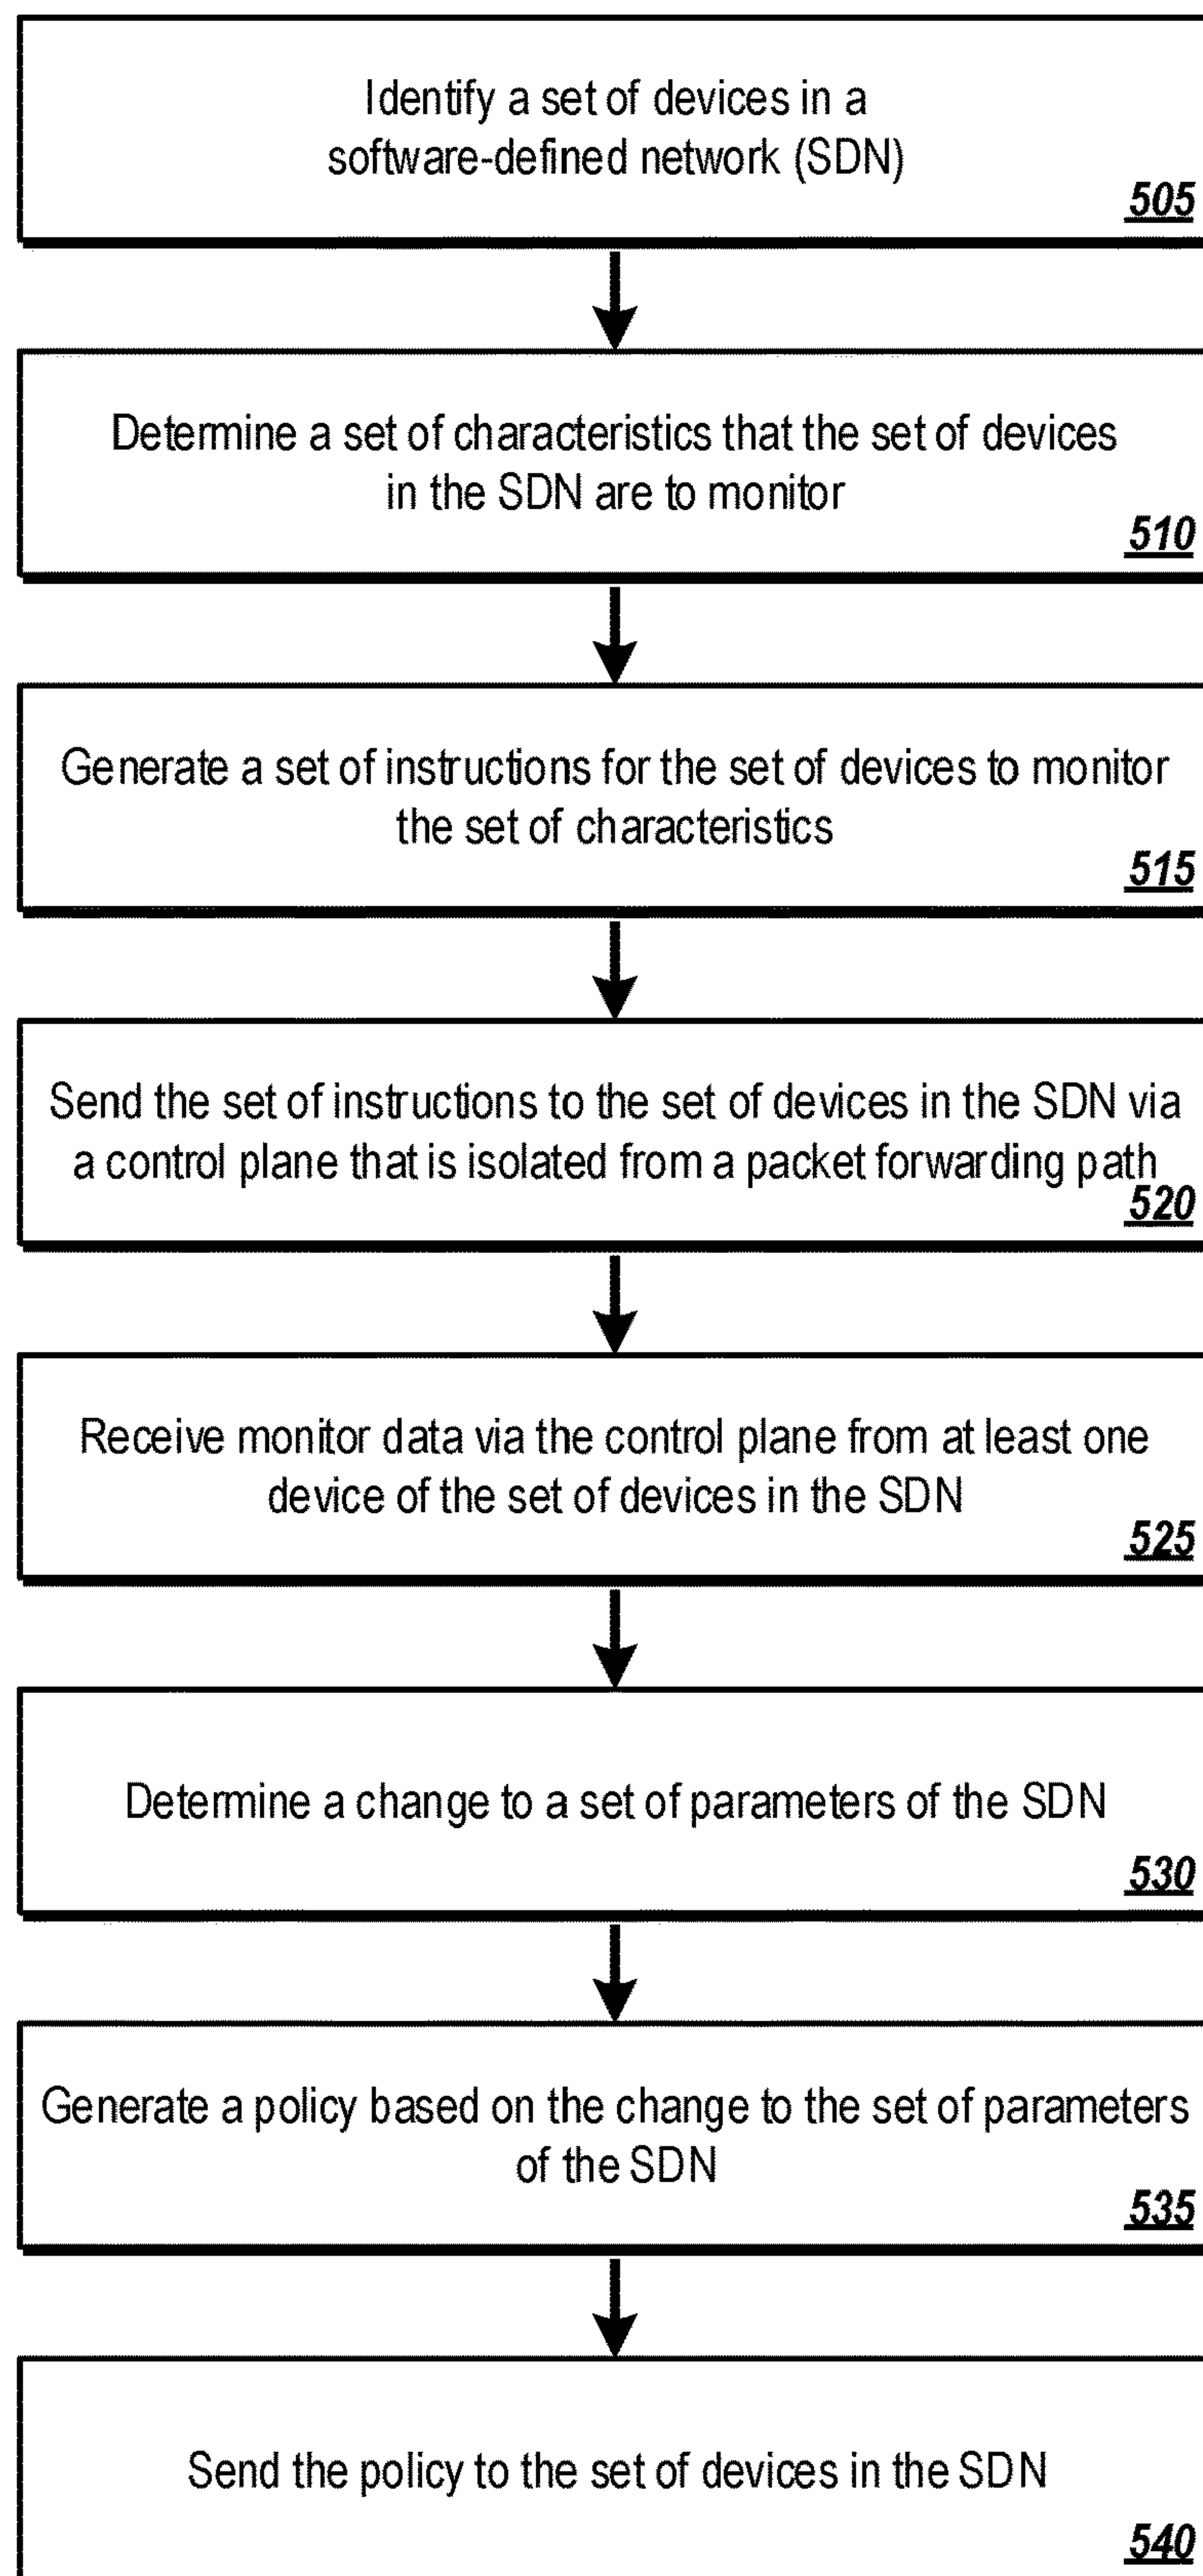 Identify a set of devices in a
software-defined network (SDN)
505
Determine a set of characteristics that the set of devices
in the SDN are to monitor
510
Generate a set of instructions for the set of devices to monitor
the set of characteristics
515
Send the set of instructions to the set of devices in the SDN via
a control plane that is isolated from a packet forwarding path
520
Receive monitor data via the control plane from at least one
device of the set of devices in the SDN
525
Determine a change to a set of parameters of the SDN
530
Generate a policy based on the change to the set of parameters
of the SDN
535
Send the policy to the set of devices in the SDN
540